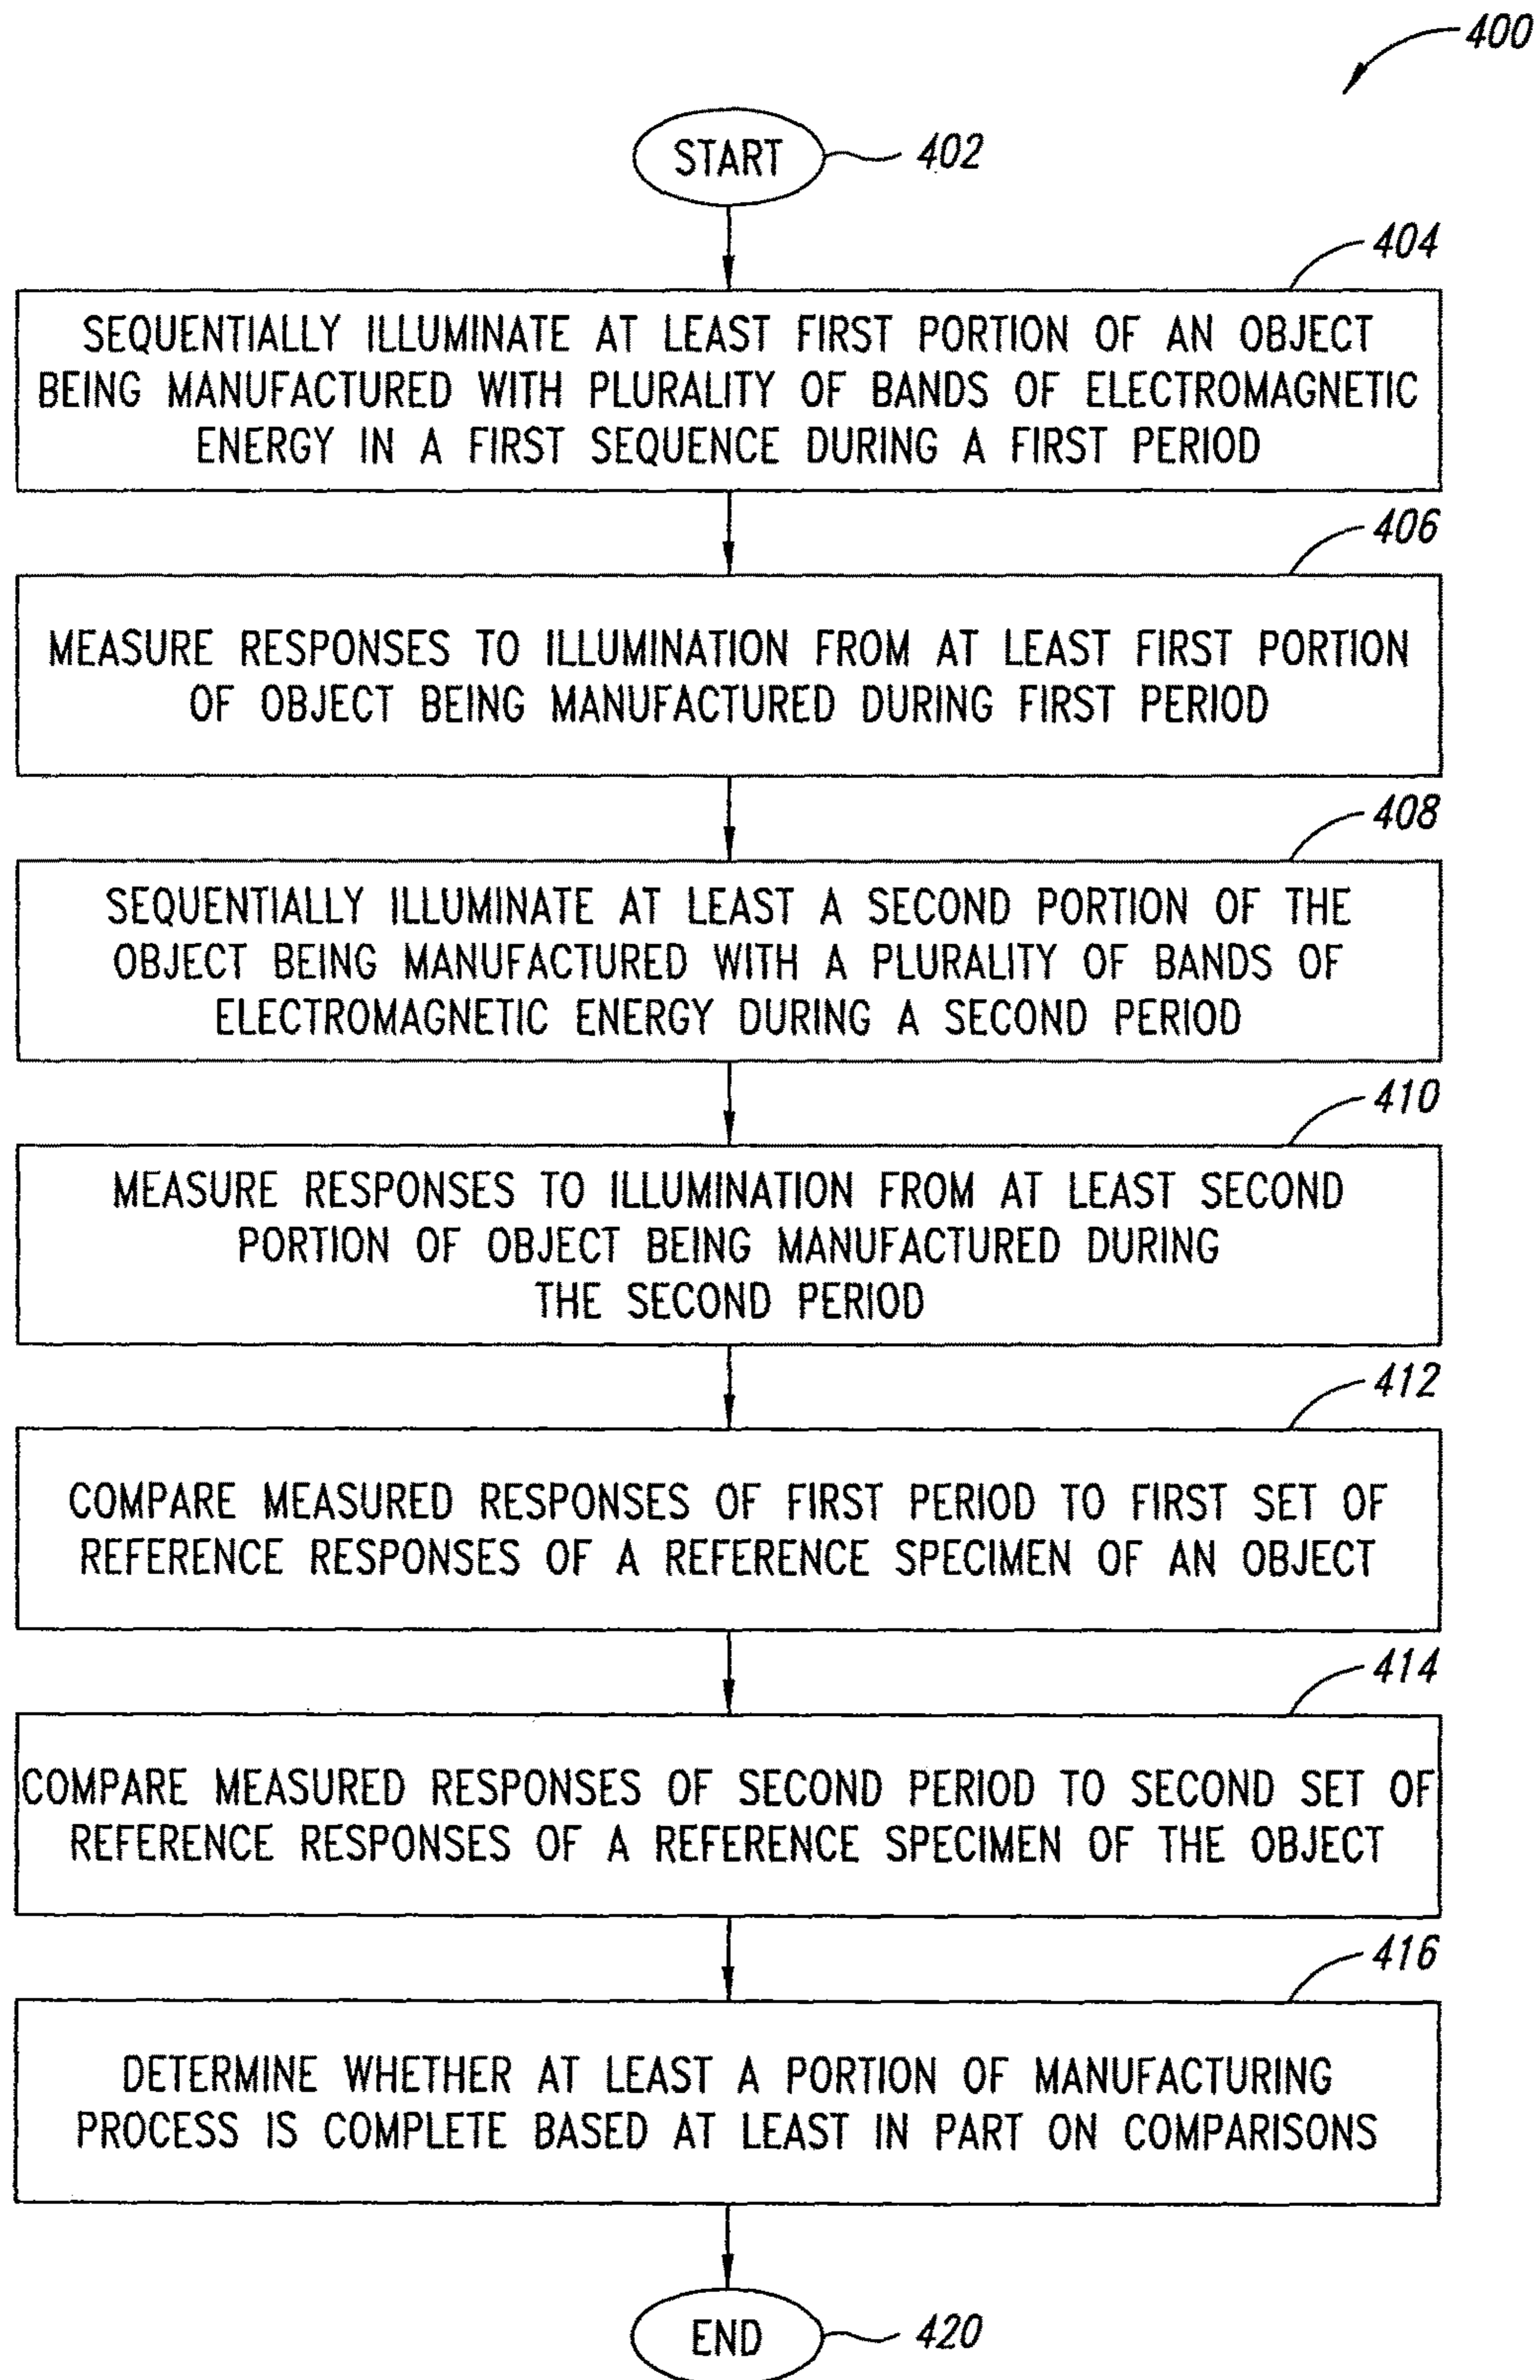 400
START
402
404
SEQUENTIALLY ILLUMINATE AT LEAST FIRST PORTION OF AN OBJECT
BEING MANUFACTURED WITH PLURALITY OF BANDS OF ELECTROMAGNETIC
ENERGY IN A FIRST SEQUENCE DURING A FIRST PERIOD
406
MEASURE RESPONSES TO ILLUMINATION FROM AT LEAST FIRST PORTION
OF OBJECT BEING MANUFACTURED DURING FIRST PERIOD
408
SEQUENTIALLY ILLUMINATE AT LEAST A SECOND PORTION OF THE
OBJECT BEING MANUFACTURED WITH A PLURALITY OF BANDS OF
ELECTROMAGNETIC ENERGY DURING A SECOND PERIOD
410
MEASURE RESPONSES TO ILLUMINATION FROM AT LEAST SECOND
PORTION OF OBJECT BEING MANUFACTURED DURING
THE SECOND PERIOD
412
COMPARE MEASURED RESPONSES OF FIRST PERIOD TO FIRST SET OF
REFERENCE RESPONSES OF A REFERENCE SPECIMEN OF AN OBJECT
414
COMPARE MEASURED RESPONSES OF SECOND PERIOD TO SECOND SET OF
REFERENCE RESPONSES OF A REFERENCE SPECIMEN OF THE OBJECT
416
DETERMINE WHETHER AT LEAST A PORTION OF MANUFACTURING
PROCESS IS COMPLETE BASED AT LEAST IN PART ON COMPARISONS
END
420